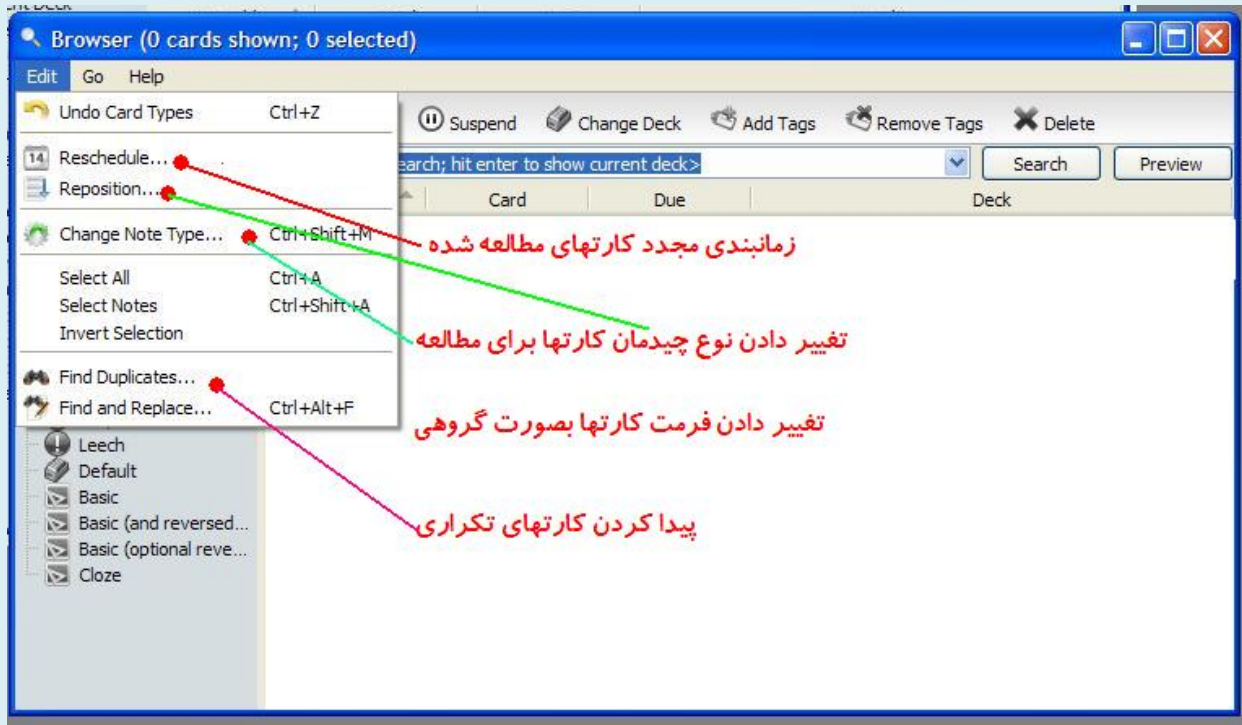 Browser (0 cards shown; 0 selected)
Edit Go Help
Undo Card Types Ctrl+Z
Suspend Change Deck Add Tags Remove Tags Delete
Reschedule...
earch; hit enter to show current deck> Search Preview
Reposition...
Card Due Deck
Change Note Type... Ctrl+Shift+M
زمانبندی مجدد کارتهای مطالعه شده
Select All Ctrl+A
Select Notes Ctrl+Shift+A
Invert Selection
تغییر دادن نوع چیدمان کارتها برای مطالعه
Find Duplicates...
Find and Replace... Ctrl+Alt+F
تغییر دادن فرمت کارتها بصورت گروهی
Leech
Default
Basic
Basic (and reversed...
پیدا کردن کارتهای تکراری
Basic (optional reve...
Cloze